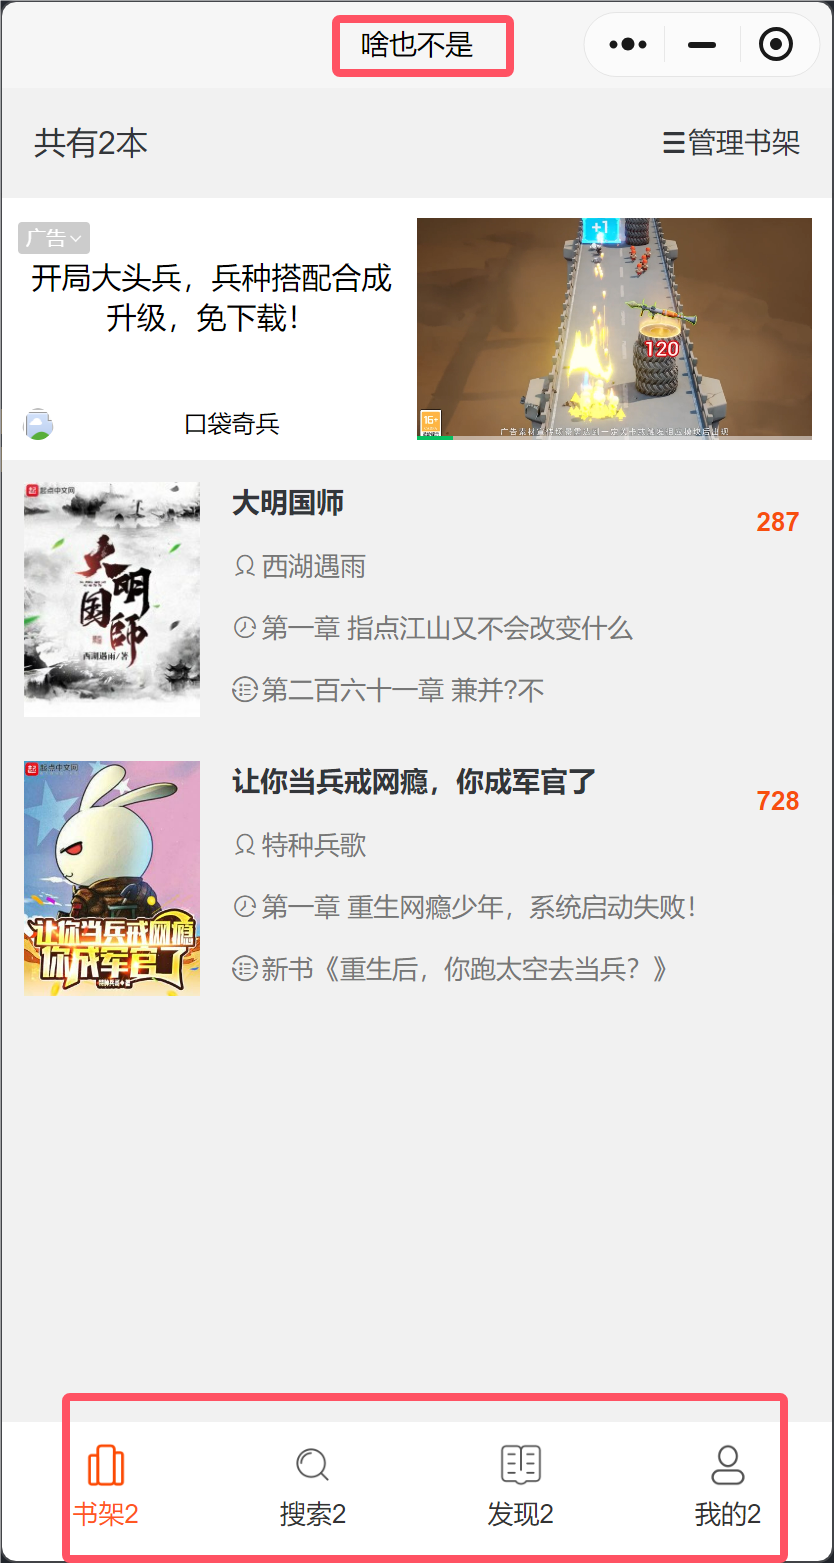 啥也不是
共有2本
管理书架
广告
开局大头兵，兵种搭配合成
升级，免下载！
口袋奇兵
+1
120
16+
起点中文网
大明国师
西湖遇雨/著
大明国师
287
西湖遇雨
第一章 指点江山又不会改变什么
第二百六十一章 兼并?不
起点中文网
让你当兵戒网瘾
你成军官了
让你当兵戒网瘾，你成军官了
728
特种兵歌
第一章 重生网瘾少年，系统启动失败！
新书《重生后，你跑太空去当兵？》
书架2
搜索2
发现2
我的2